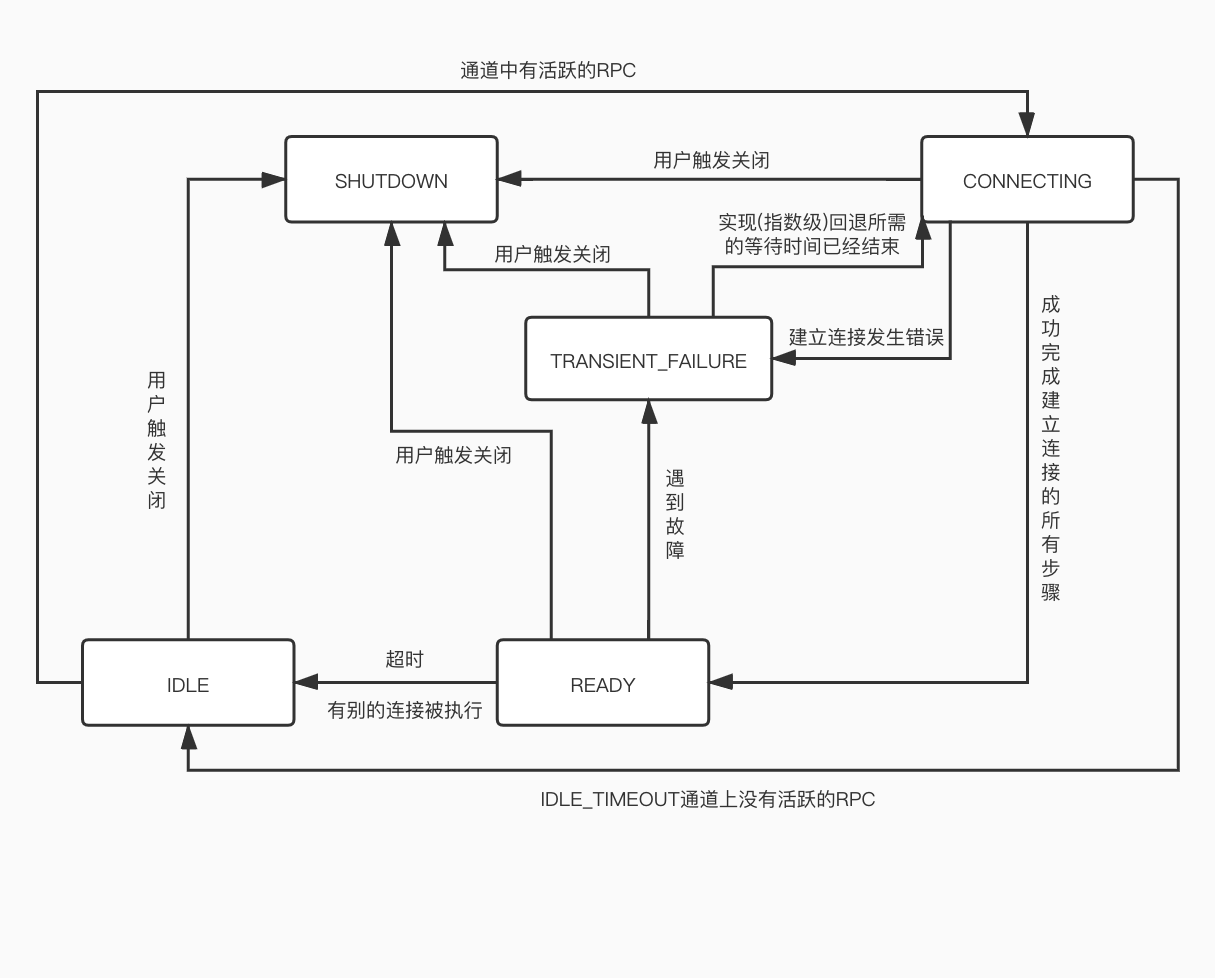 通道中有活跃的RPC
SHUTDOWN
用户触发关闭
CONNECTING
实现(指数级)回退所需
的等待时间已经结束
用户触发关闭
建立连接发生错误
TRANSIENT_FAILURE
成功完成建立连接的所有步骤
用户触发关闭
用户触发关闭
遇到故障
IDLE
超时
有别的连接被执行
READY
IDLE_TIMEOUT通道上没有活跃的RPC